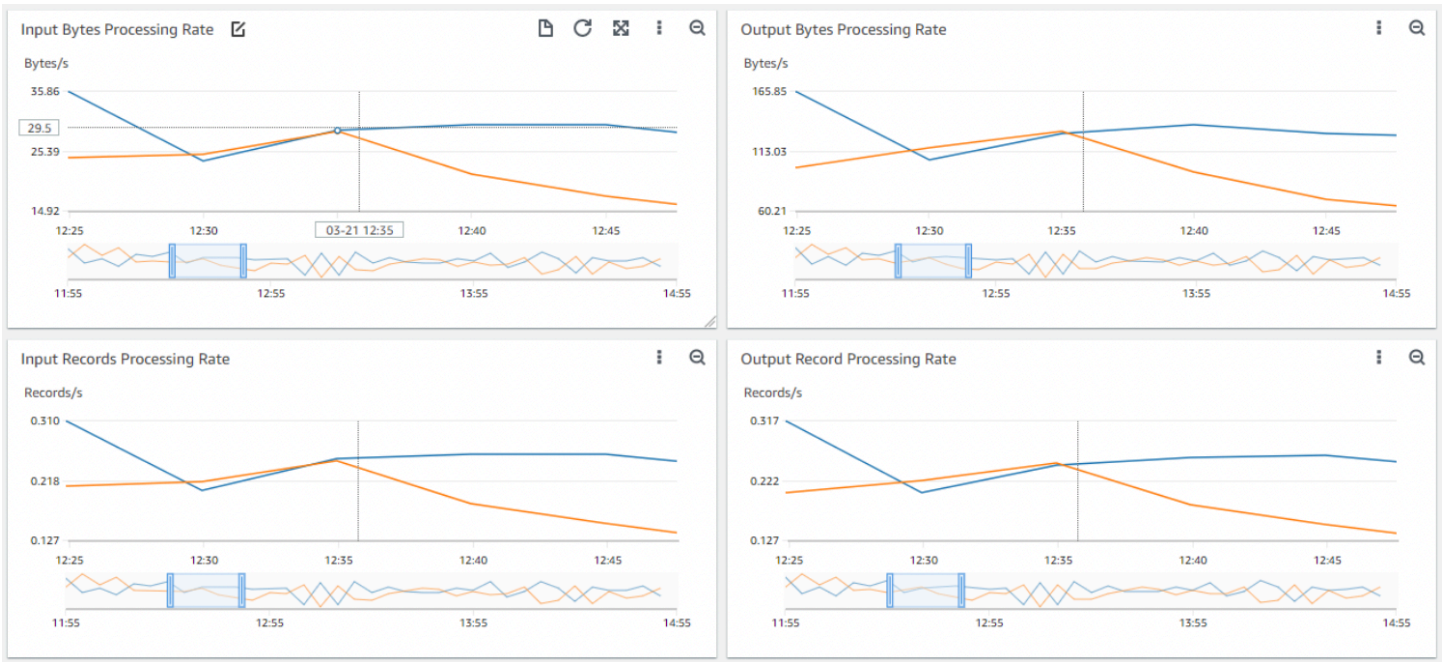 Input Bytes Processing Rate
Bytes/s
35.86
29.5
25.39
14.92
12:25 12:30 03-21 12:35 12:40 12:45
11:55 12:55 13:55 14:55
Output Bytes Processing Rate
Bytes/s
165.85
113.03
60.21
12:25 12:30 12:35 12:40 12:45
11:55 12:55 13:55 14:55
Input Records Processing Rate
Records/s
0.310
0.218
0.127
12:25 12:30 12:35 12:40 12:45
11:55 12:55 13:55 14:55
Output Record Processing Rate
Records/s
0.317
0.222
0.127
12:25 12:30 12:35 12:40 12:45
11:55 12:55 13:55 14:55